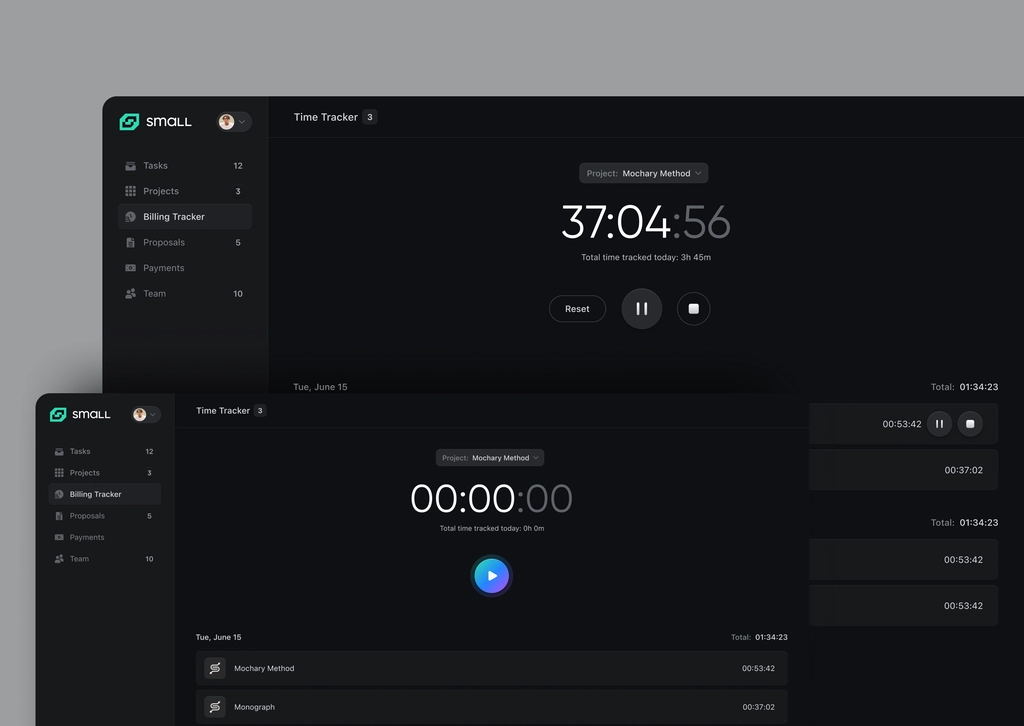 small
Time Tracker 3
Tasks 12
Projects 3
Billing Tracker
Proposals 5
Payments
Team 10
Project: Mochary Method
37:04:56
Total time tracked today: 3h 45m
Reset
Tue, June 15
Total: 01:34:23
00:53:42
00:37:02
Total: 01:34:23
00:53:42
00:53:42
small
Time Tracker 3
Tasks 12
Projects 3
Billing Tracker
Proposals 5
Payments
Team 10
Project: Mochary Method
00:00:00
Total time tracked today: 0h 0m
Tue, June 15
Total: 01:34:23
Mochary Method 00:53:42
Monograph 00:37:02